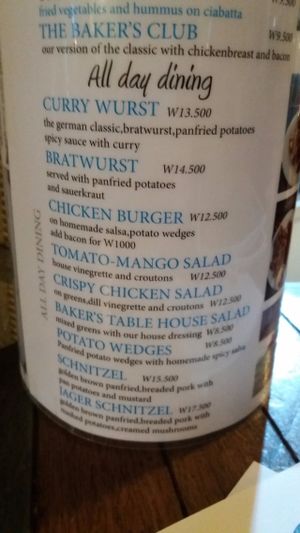 fried vegetables and hummus on ciabatta
THE BAKER'S CLUB W9.500
our version of the classic with chickenbreast and bacon
All day dining
CURRY WURST W13.500
the german classic,bratwurst,panfried potatoes
spicy sauce with curry
BRATWURST W14.500
served with panfried potatoes
and sauerkraut
CHICKEN BURGER W12.500
on homemade salsa,potato wedges
add bacon for W1000
TOMATO-MANGO SALAD
house vinegrette and croutons W12.500
CRISPY CHICKEN SALAD
on greens,dill vinegrette and croutons W12.500
BAKER'S TABLE HOUSE SALAD
mixed greens with our house dressing W8.500
POTATO WEDGES W8.500
Panfried potato wedges with homemade spicy salsa
SCHNITZEL W15.500
golden brown panfried,breaded pork with
pan potatoes and mustard
JAGER SCHNITZEL W17.500
golden brown panfried,breaded pork with
mashed potatoes,creamed mushrooms
ALL DAY DINING